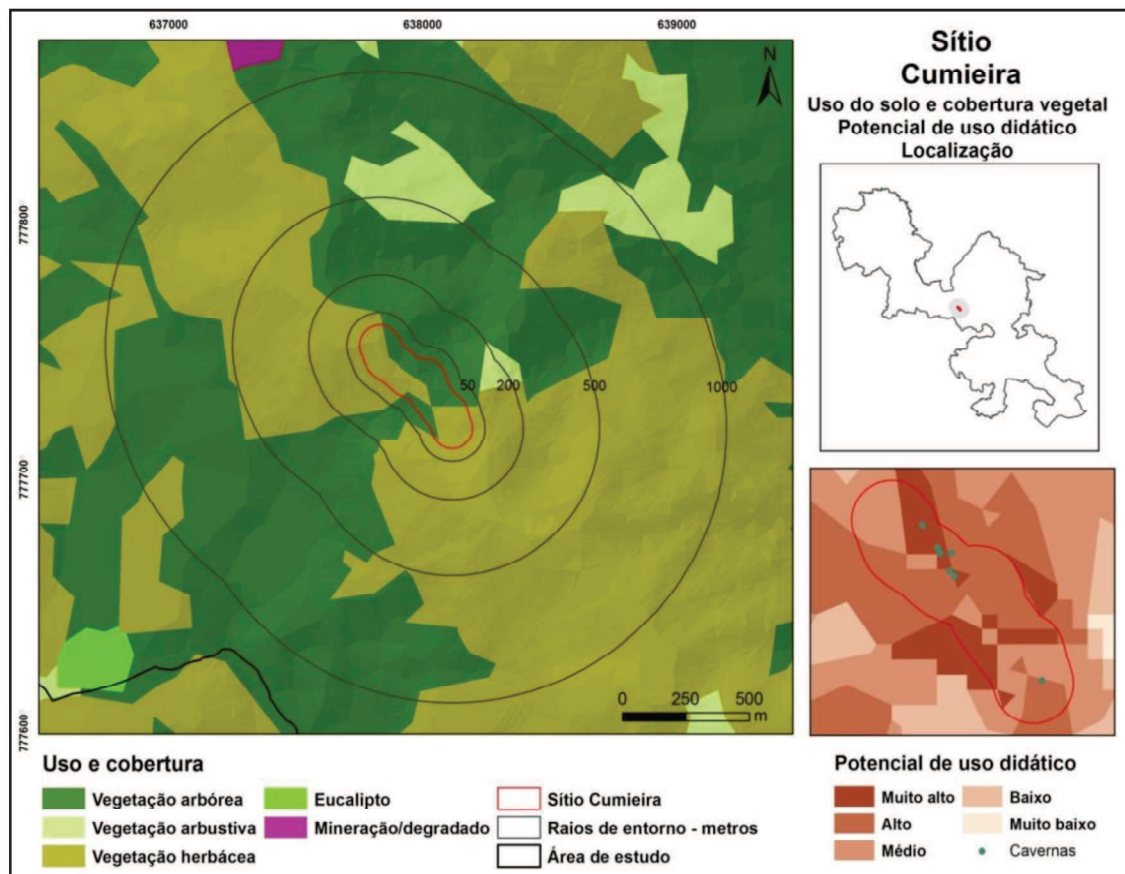 637000
638000
639000
777800
777700
777600
N
50
200
500
1000
0
250
500
m
Sítio
Cumieira
Uso do solo e cobertura vegetal
Potencial de uso didático
Localização
Uso e cobertura
Vegetação arbórea
Vegetação arbustiva
Vegetação herbácea
Eucalipto
Mineração/degradado
Sítio Cumieira
Raios de entorno - metros
Área de estudo
Potencial de uso didático
Muito alto
Alto
Médio
Baixo
Muito baixo
Cavernas